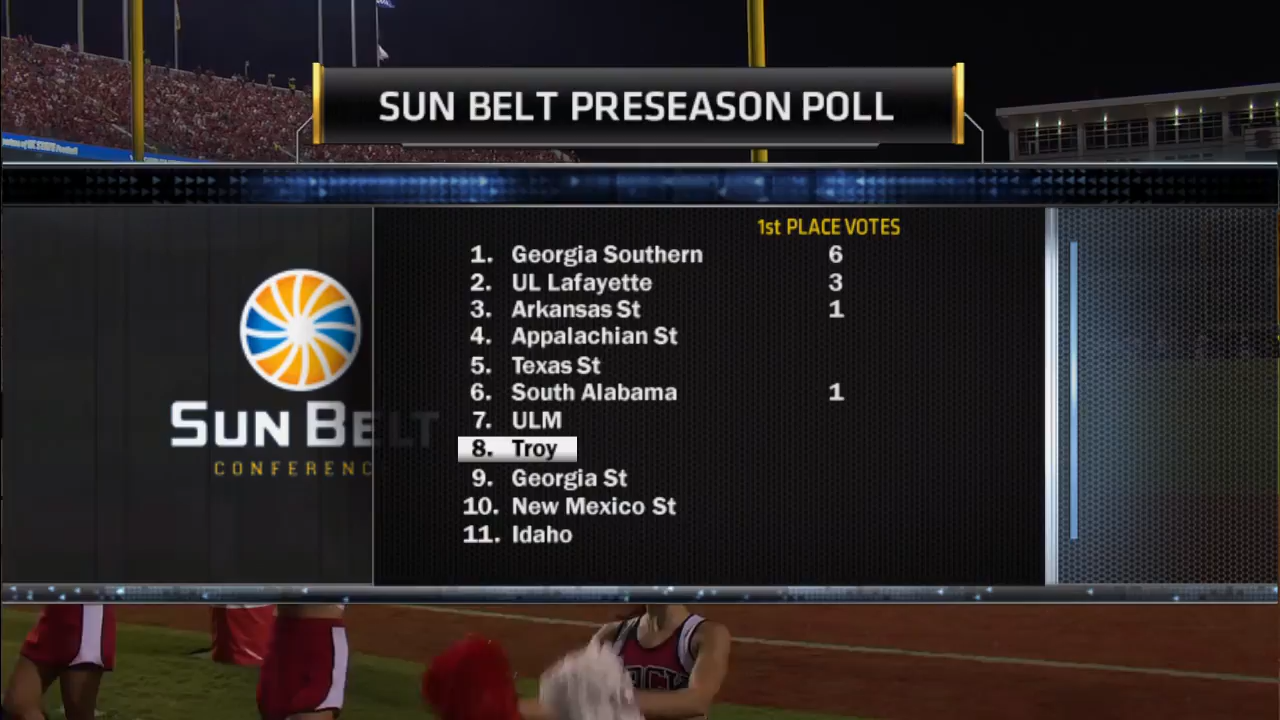 SUN BELT PRESEASON POLL
1st PLACE VOTES
1. Georgia Southern 6
2. UL Lafayette 3
3. Arkansas St 1
4. Appalachian St
5. Texas St
6. South Alabama 1
7. ULM
8. Troy
9. Georgia St
10. New Mexico St
11. Idaho
SUN BELT
CONFERENC